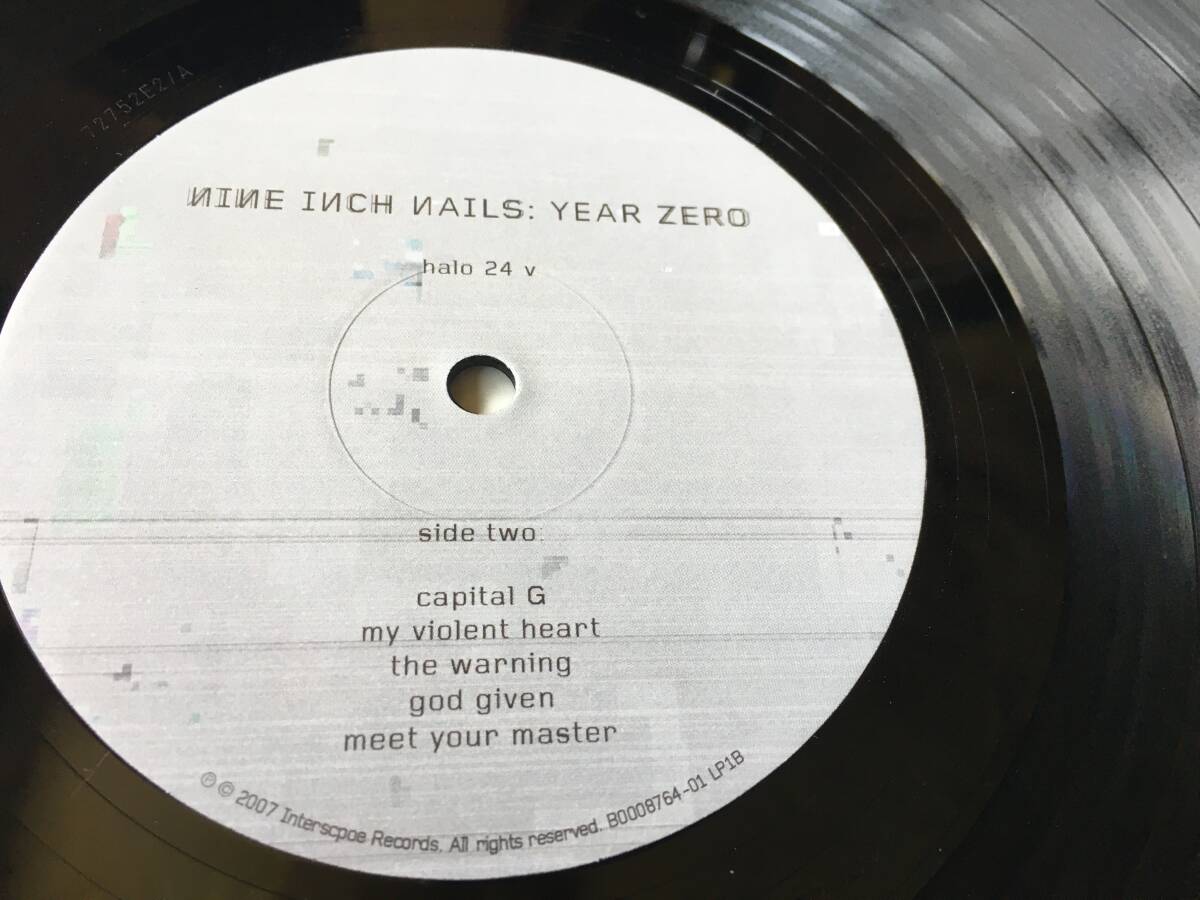 72752E2/A
NINE INCH NAILS: YEAR ZERO
halo 24 v
side two:
capital G
my violent heart
the warning
god given
meet your master
℗ © 2007 Interscpoe Records. All rights reserved. B0008764-01 LP1B